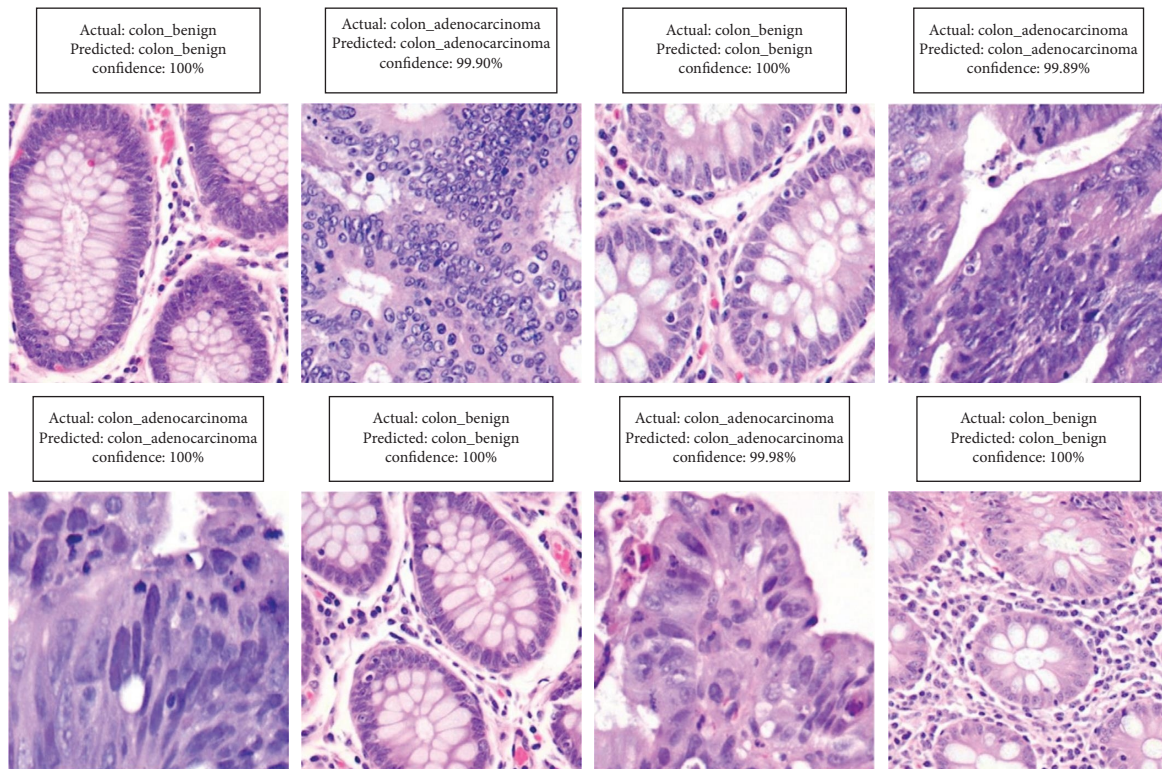 Actual: colon_benign
Predicted: colon_benign
confidence: 100%
Actual: colon_adenocarcinoma
Predicted: colon_adenocarcinoma
confidence: 99.90%
Actual: colon_benign
Predicted: colon_benign
confidence: 100%
Actual: colon_adenocarcinoma
Predicted: colon_adenocarcinoma
confidence: 99.89%
Actual: colon_adenocarcinoma
Predicted: colon_adenocarcinoma
confidence: 100%
Actual: colon_benign
Predicted: colon_benign
confidence: 100%
Actual: colon_adenocarcinoma
Predicted: colon_adenocarcinoma
confidence: 99.98%
Actual: colon_benign
Predicted: colon_benign
confidence: 100%